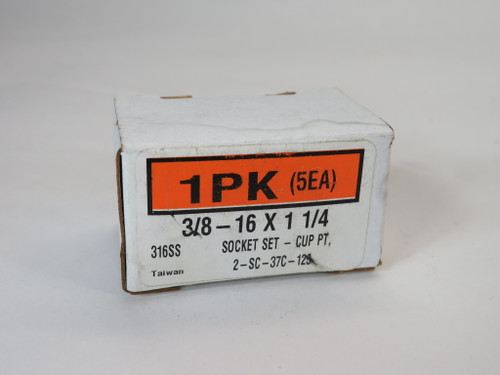 1PK (5EA)
3/8-16 X 1 1/4
316SS SOCKET SET - CUP PT,
Taiwan 2-SC-37C-125